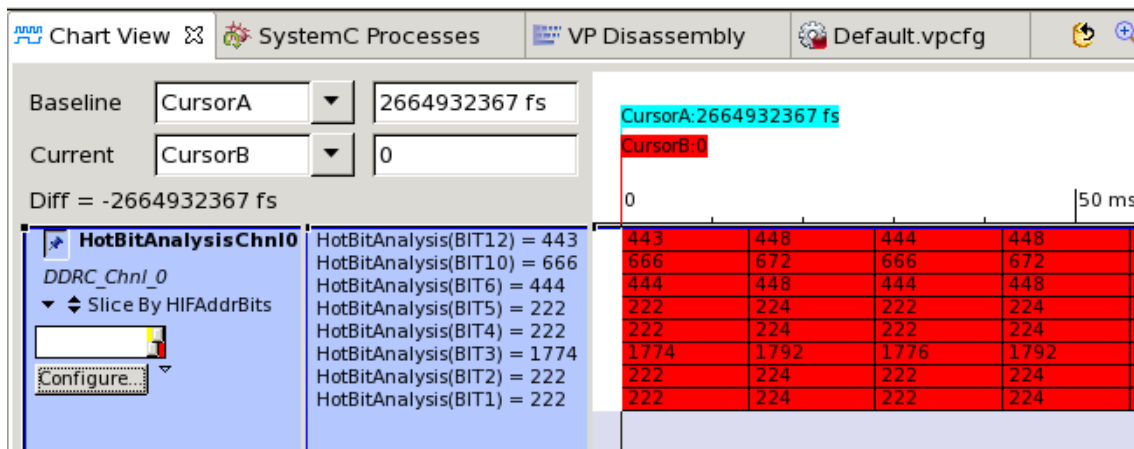 Chart View SystemC Processes VP Disassembly Default.vpcfg
Baseline CursorA 2664932367 fs
Current CursorB 0
Diff = -2664932367 fs
CursorA:2664932367 fs
CursorB:0
0 50 ms
HotBitAnalysisChnl0
DDRC_Chnl_0
Slice By HIFAddrBits
Configure...
HotBitAnalysis(BIT12) = 443 443 448 444 448
HotBitAnalysis(BIT10) = 666 666 672 666 672
HotBitAnalysis(BIT6) = 444 444 448 444 448
HotBitAnalysis(BIT5) = 222 222 224 222 224
HotBitAnalysis(BIT4) = 222 222 224 222 224
HotBitAnalysis(BIT3) = 1774 1774 1792 1776 1792
HotBitAnalysis(BIT2) = 222 222 224 222 224
HotBitAnalysis(BIT1) = 222 222 224 222 224